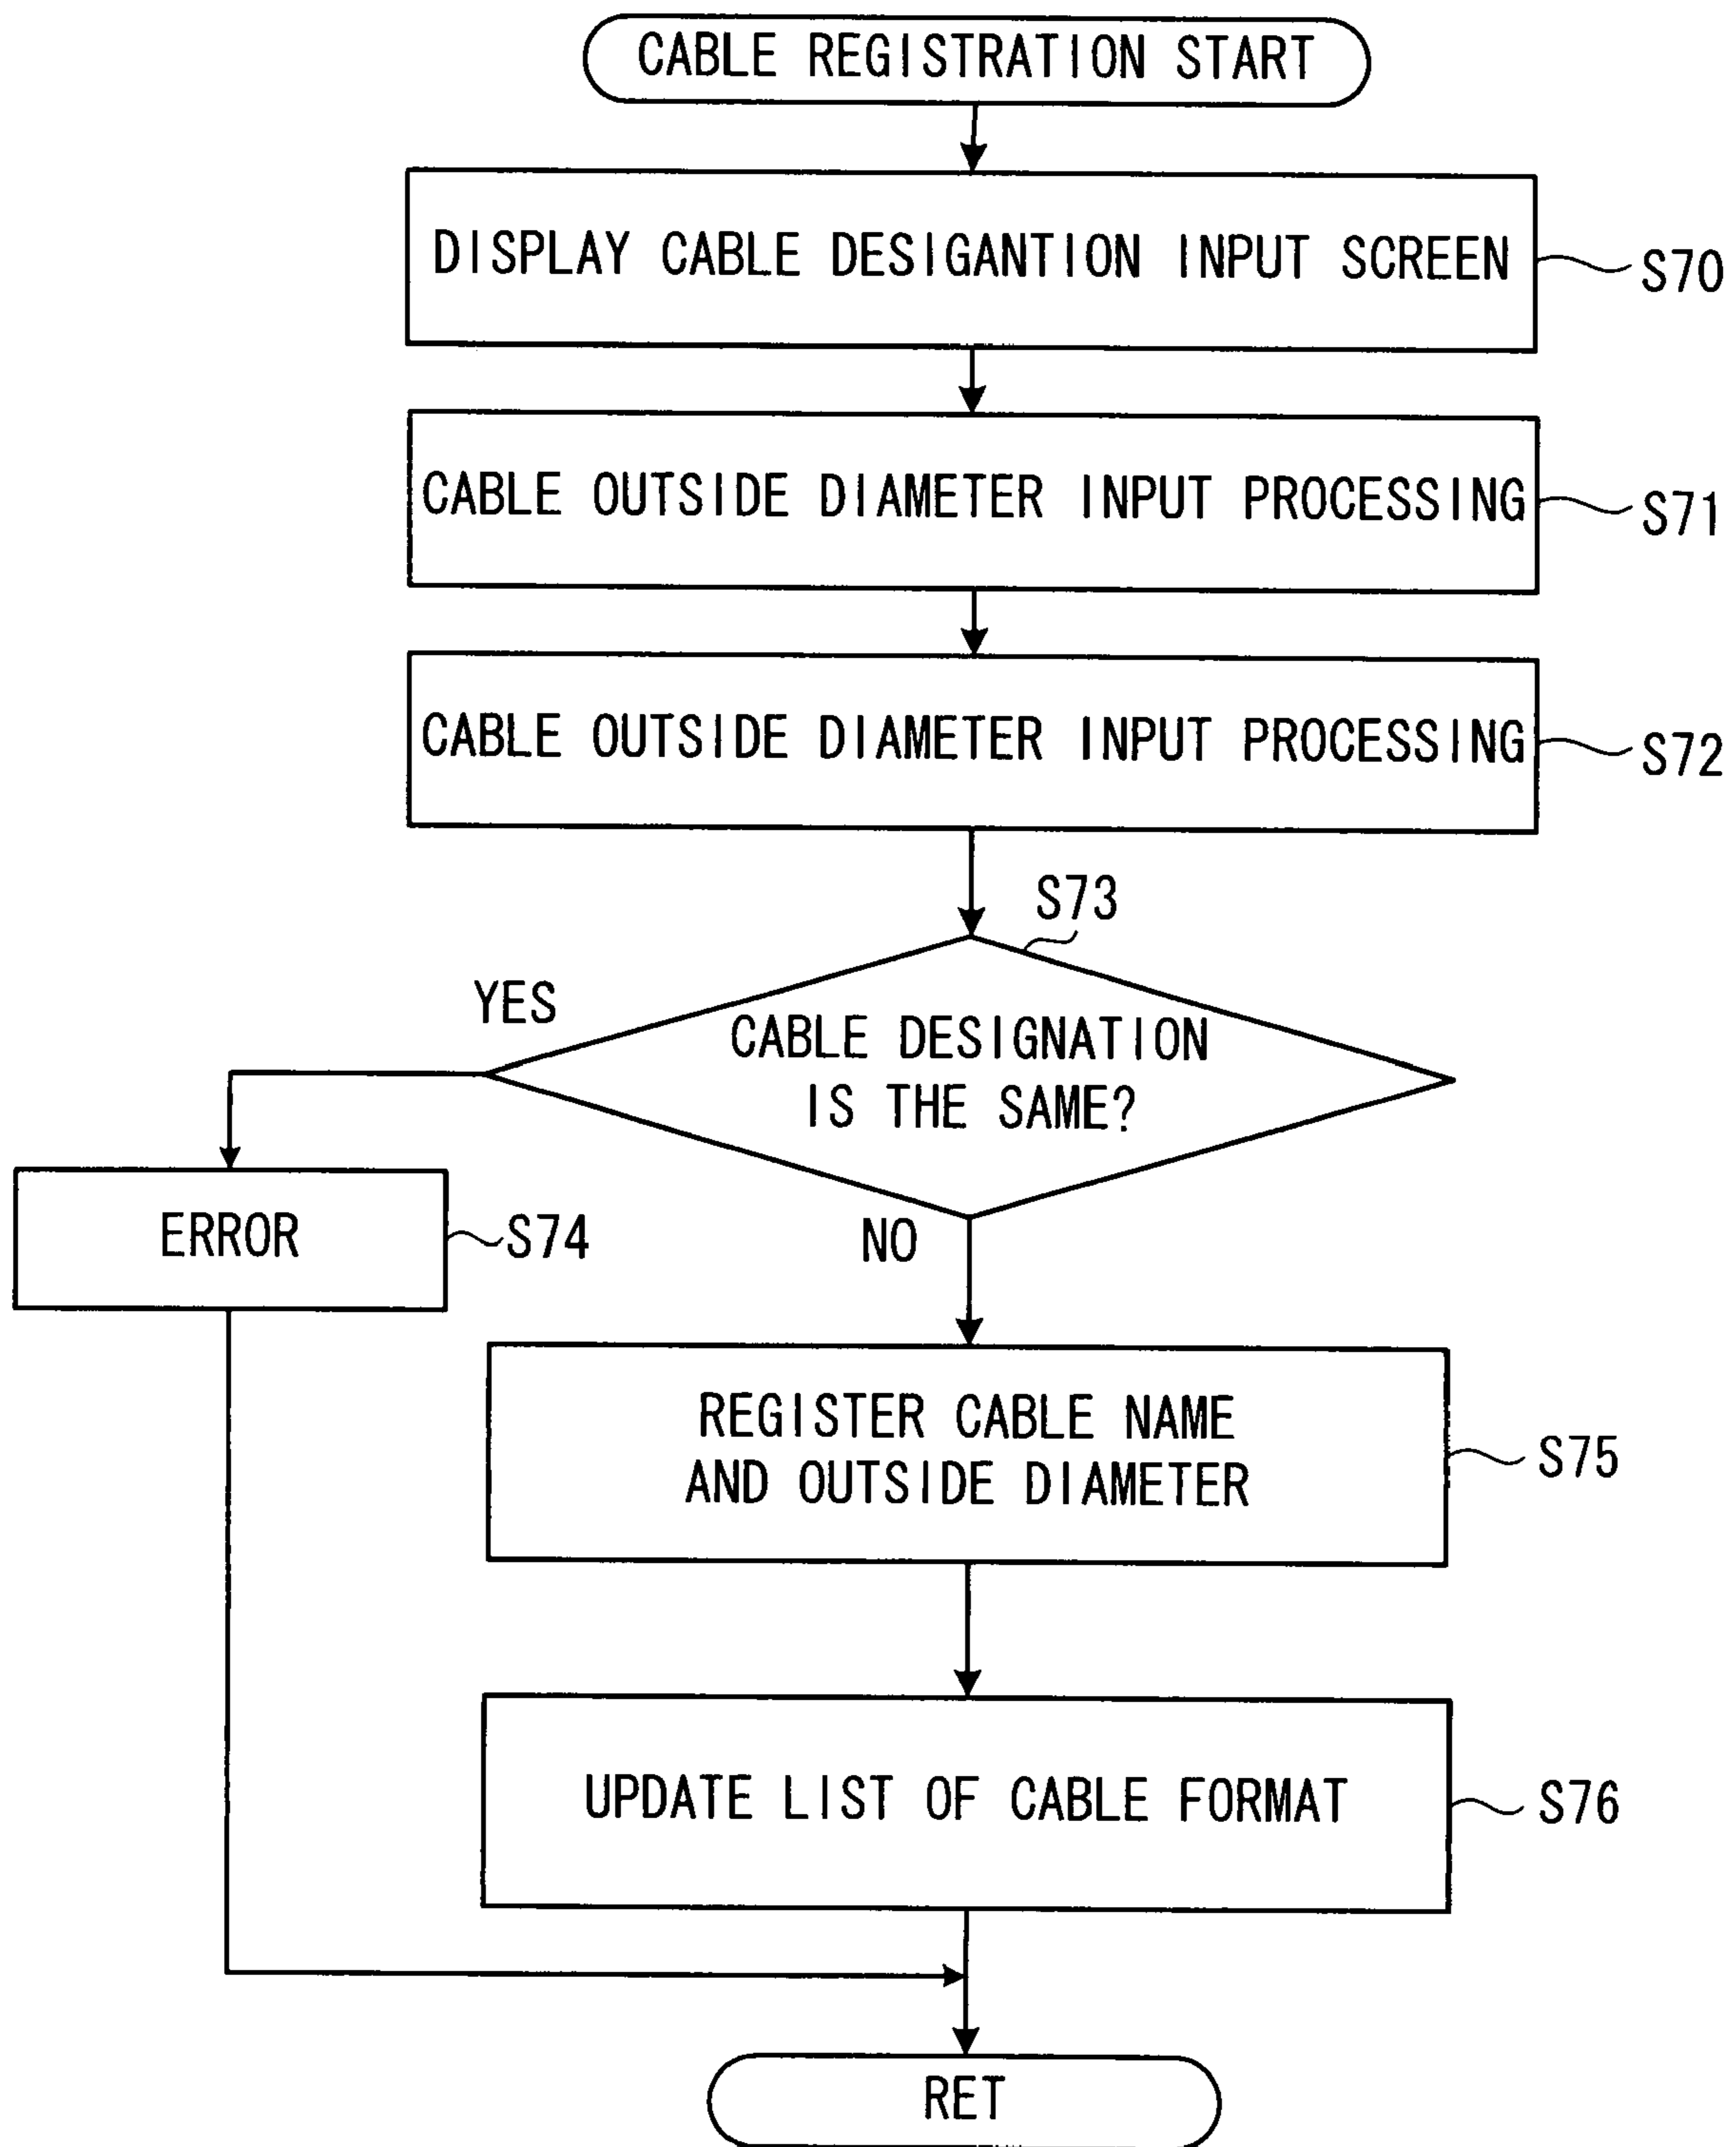 CABLE REGISTRATION START
DISPLAY CABLE DESIGANTION INPUT SCREEN
S70
CABLE OUTSIDE DIAMETER INPUT PROCESSING
S71
CABLE OUTSIDE DIAMETER INPUT PROCESSING
S72
S73
YES
CABLE DESIGNATION
IS THE SAME?
ERROR
S74
NO
REGISTER CABLE NAME
AND OUTSIDE DIAMETER
S75
UPDATE LIST OF CABLE FORMAT
S76
RET